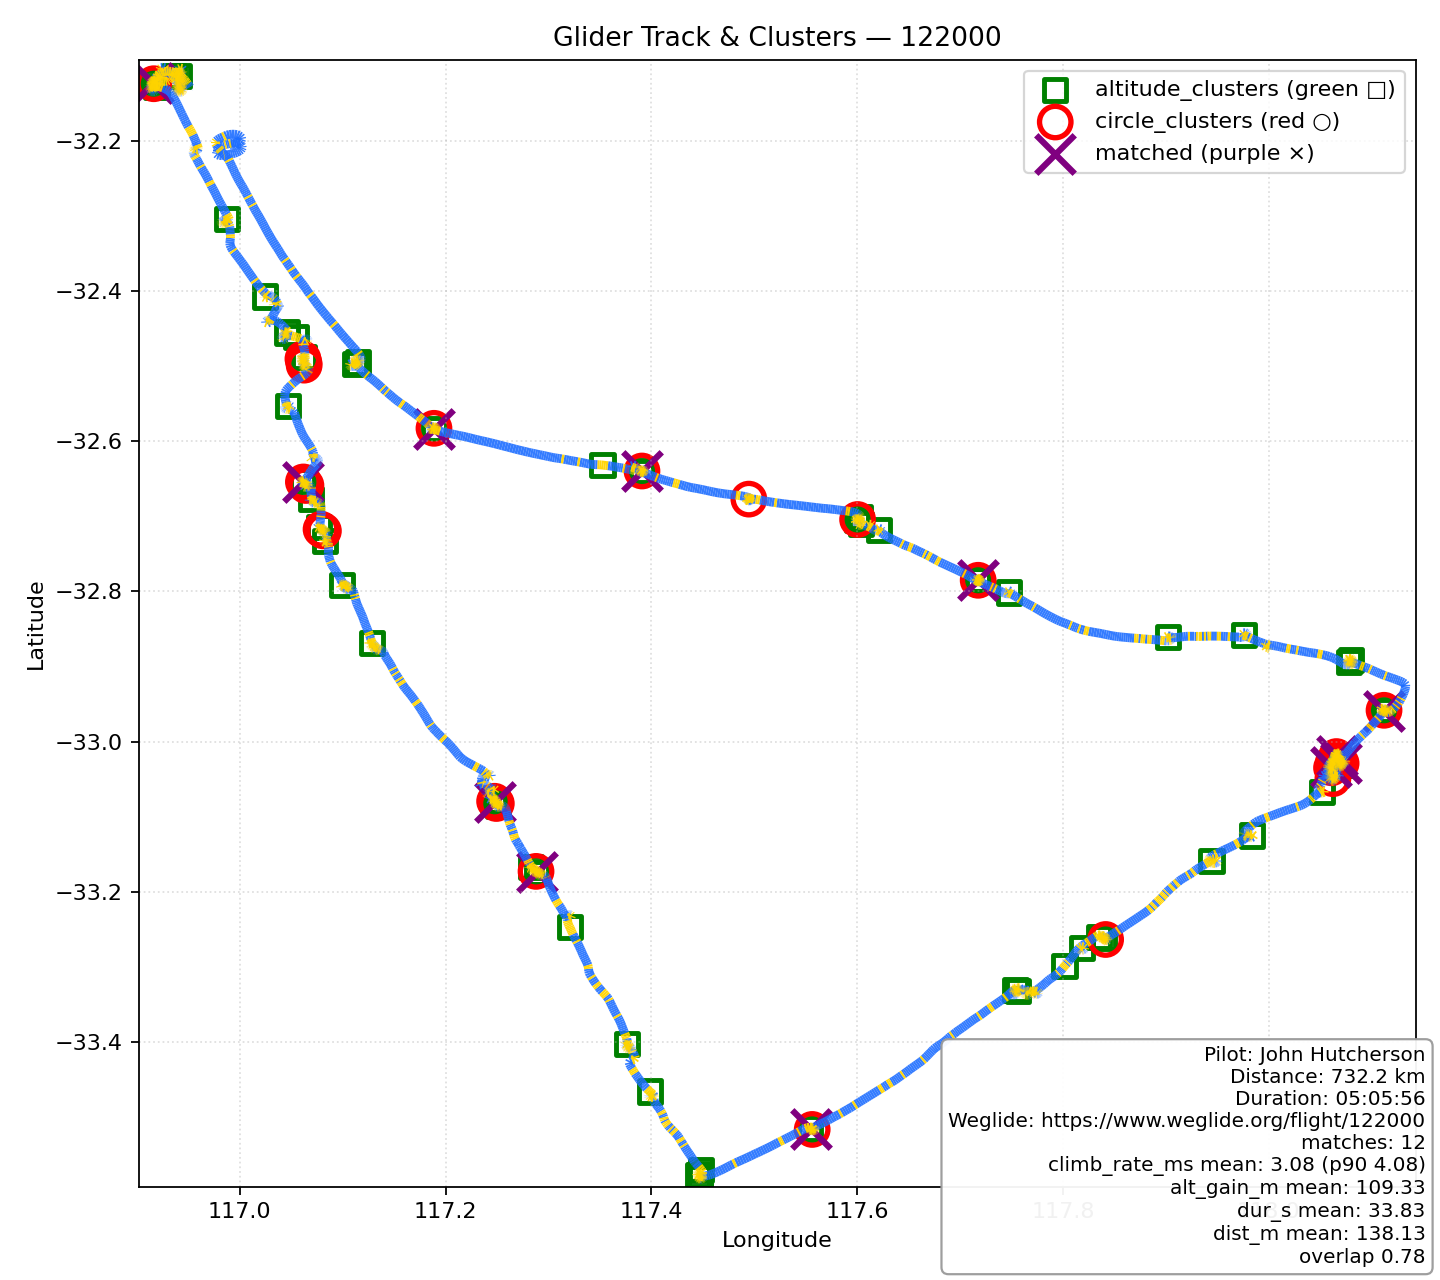 Glider Track & Clusters — 122000
altitude_clusters (green □)
circle_clusters (red ○)
matched (purple ×)
−32.2
−32.4
−32.6
−32.8
−33.0
−33.2
−33.4
Latitude
117.0
117.2
117.4
117.6
117.8
Longitude
Pilot: John Hutcherson
Distance: 732.2 km
Duration: 05:05:56
Weglide: https://www.weglide.org/flight/122000
matches: 12
climb_rate_ms mean: 3.08 (p90 4.08)
alt_gain_m mean: 109.33
dur_s mean: 33.83
dist_m mean: 138.13
overlap 0.78